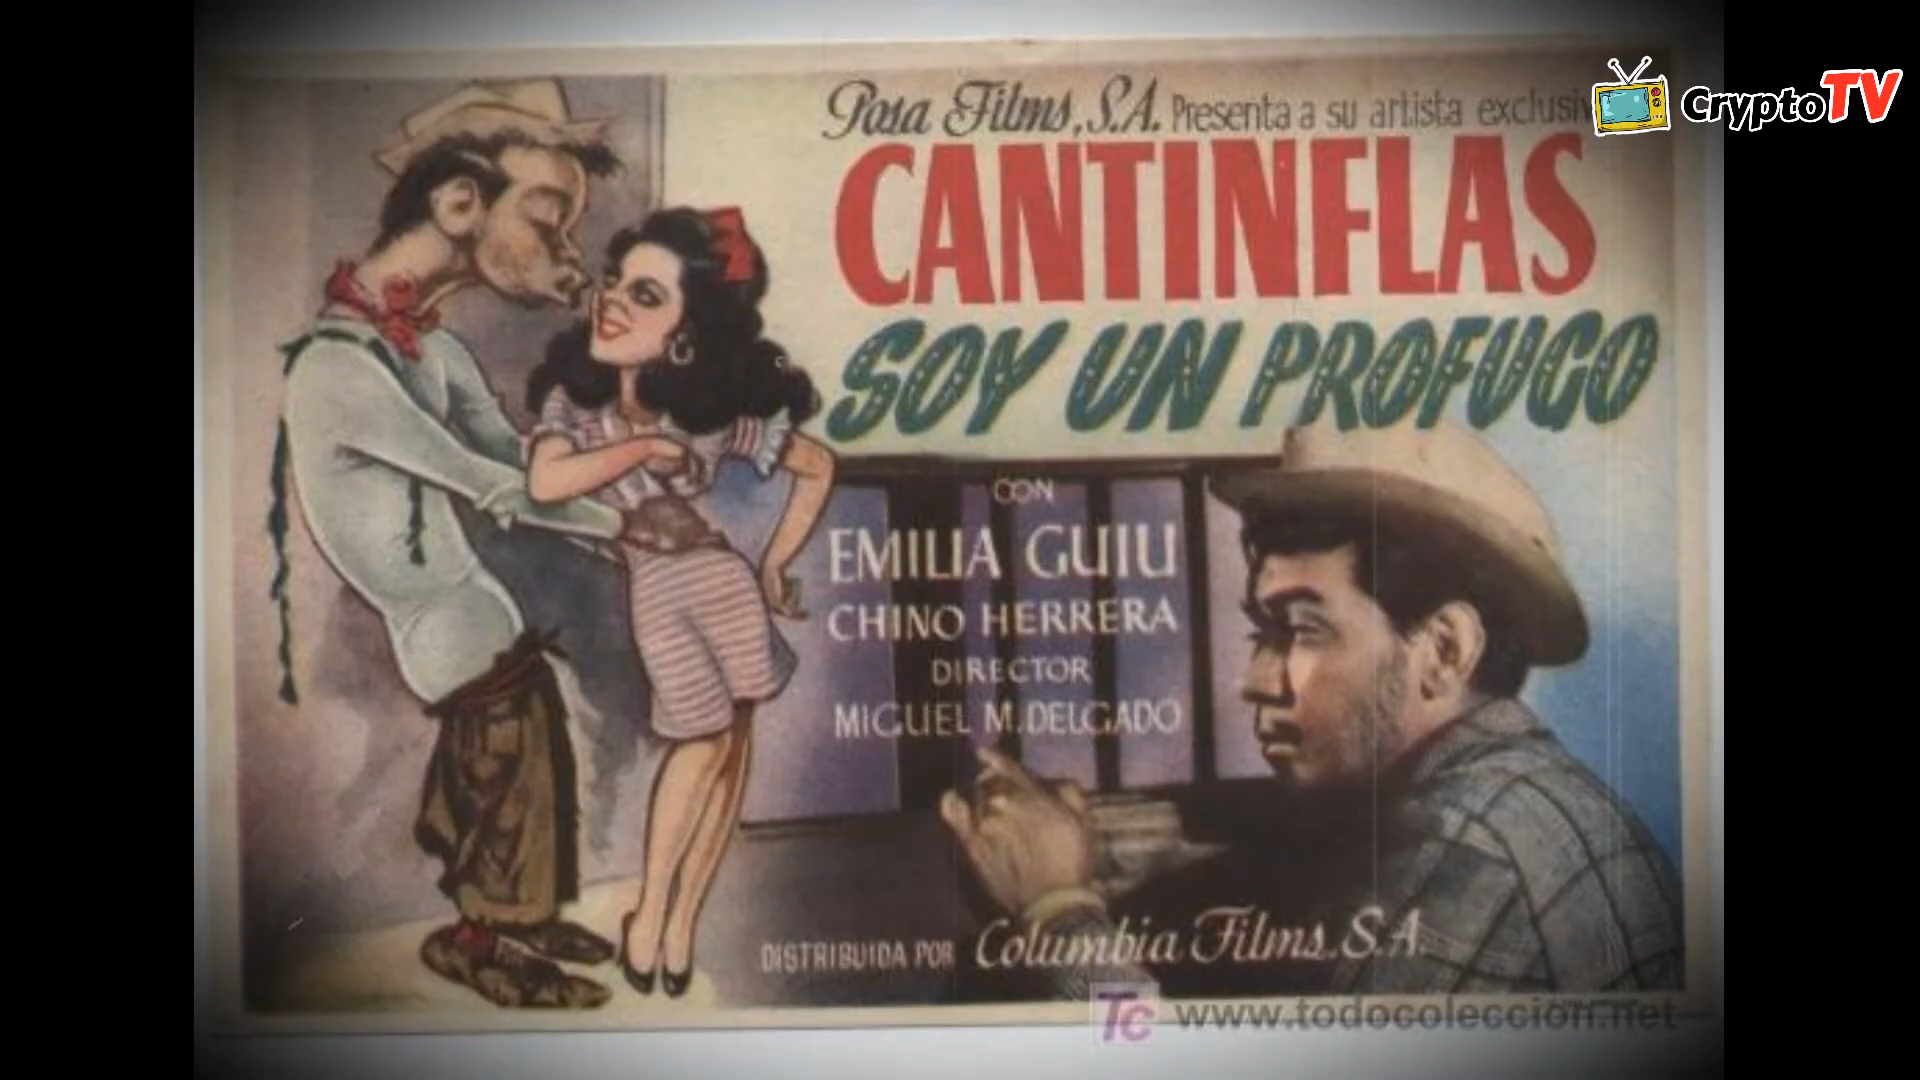 Posa Films, S.A. Presenta a su artista exclusiv
CANTINFLAS
SOY UN PROFUGO
CON
EMILIA GUIU
CHINO HERRERA
DIRECTOR
MIGUEL M. DELGADO
DISTRIBUIDA POR Columbia Films. S.A.
Tc www.todocoleccion.net
CryptoTV